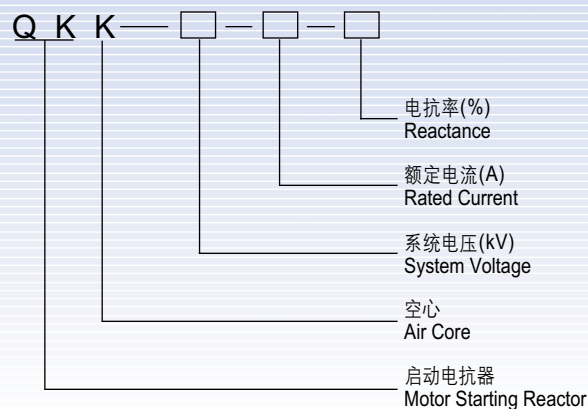 Q K K
电抗率(%)
Reactance
额定电流(A)
Rated Current
系统电压(kV)
System Voltage
空心
Air Core
启动电抗器
Motor Starting Reactor